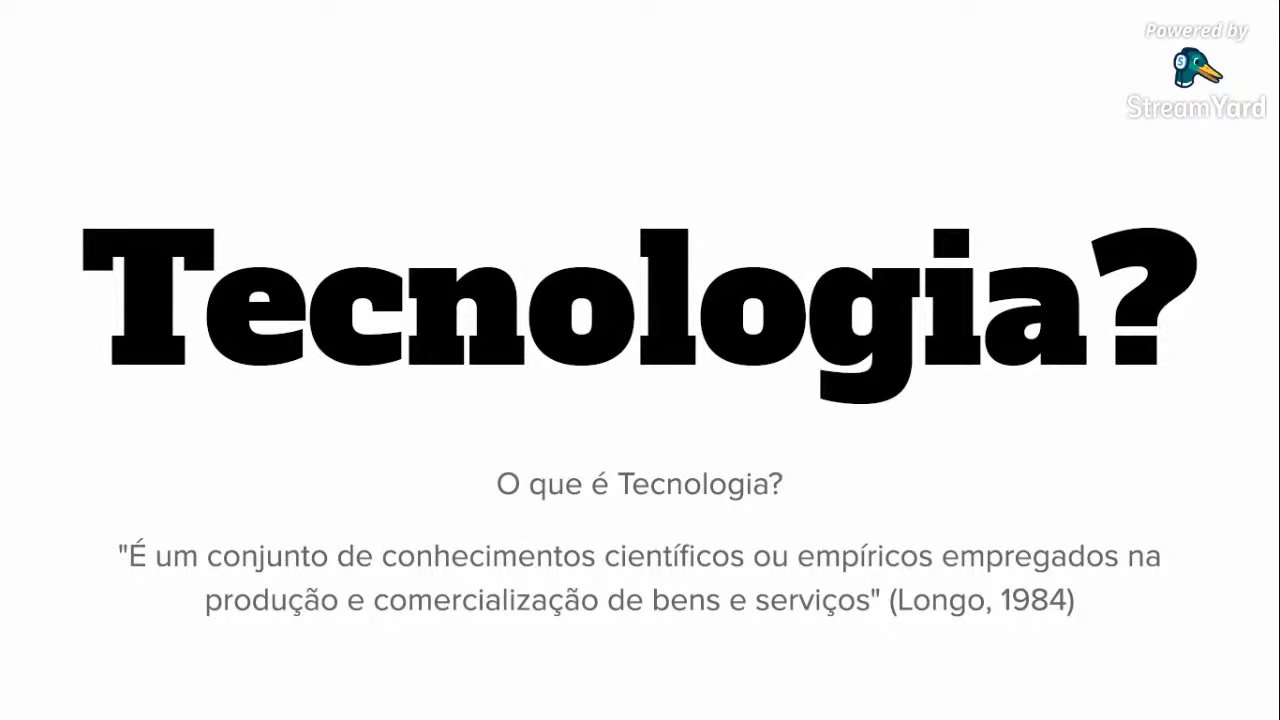 Powered by
StreamYard
Tecnologia?
O que é Tecnologia?
"É um conjunto de conhecimentos científicos ou empíricos empregados na
produção e comercialização de bens e serviços" (Longo, 1984)